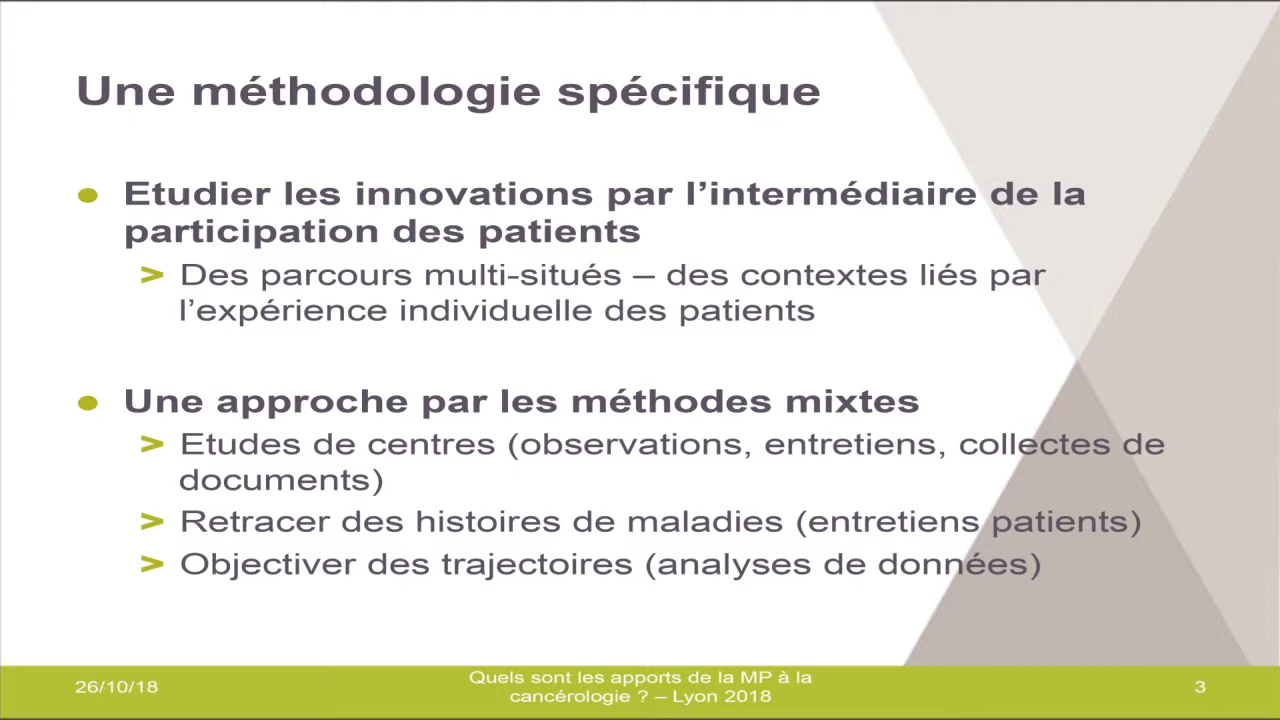 Une méthodologie spécifique
● Etudier les innovations par l’intermédiaire de la
participation des patients
> Des parcours multi-situés – des contextes liés par
l’expérience individuelle des patients
● Une approche par les méthodes mixtes
> Etudes de centres (observations, entretiens, collectes de
documents)
> Retracer des histoires de maladies (entretiens patients)
> Objectiver des trajectoires (analyses de données)
26/10/18
Quels sont les apports de la MP à la
cancérologie ? – Lyon 2018
3